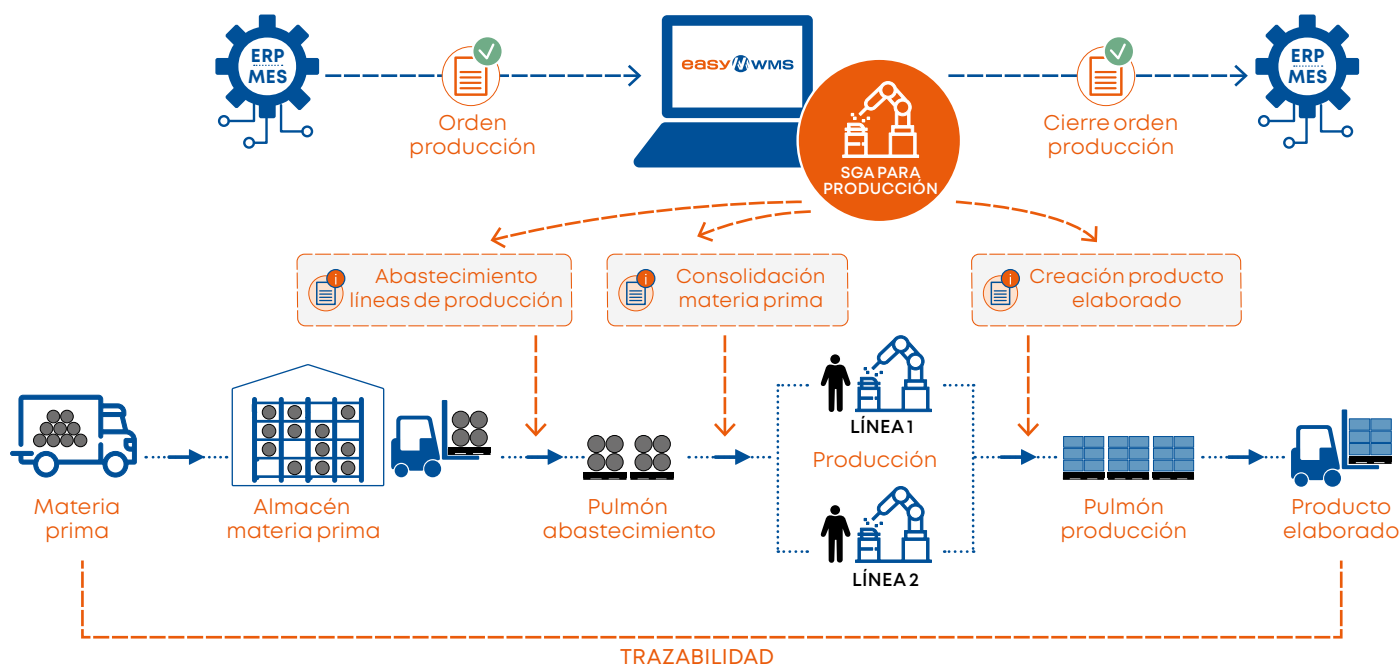 ERP
MES
Orden
producción
easy WMS
SGA PARA
PRODUCCIÓN
Cierre orden
producción
ERP
MES
Abastecimiento
líneas de producción
Consolidación
materia prima
Creación producto
elaborado
Materia
prima
Almacén
materia prima
Pulmón
abastecimiento
LÍNEA 1
Producción
LÍNEA 2
Pulmón
producción
Producto
elaborado
TRAZABILIDAD